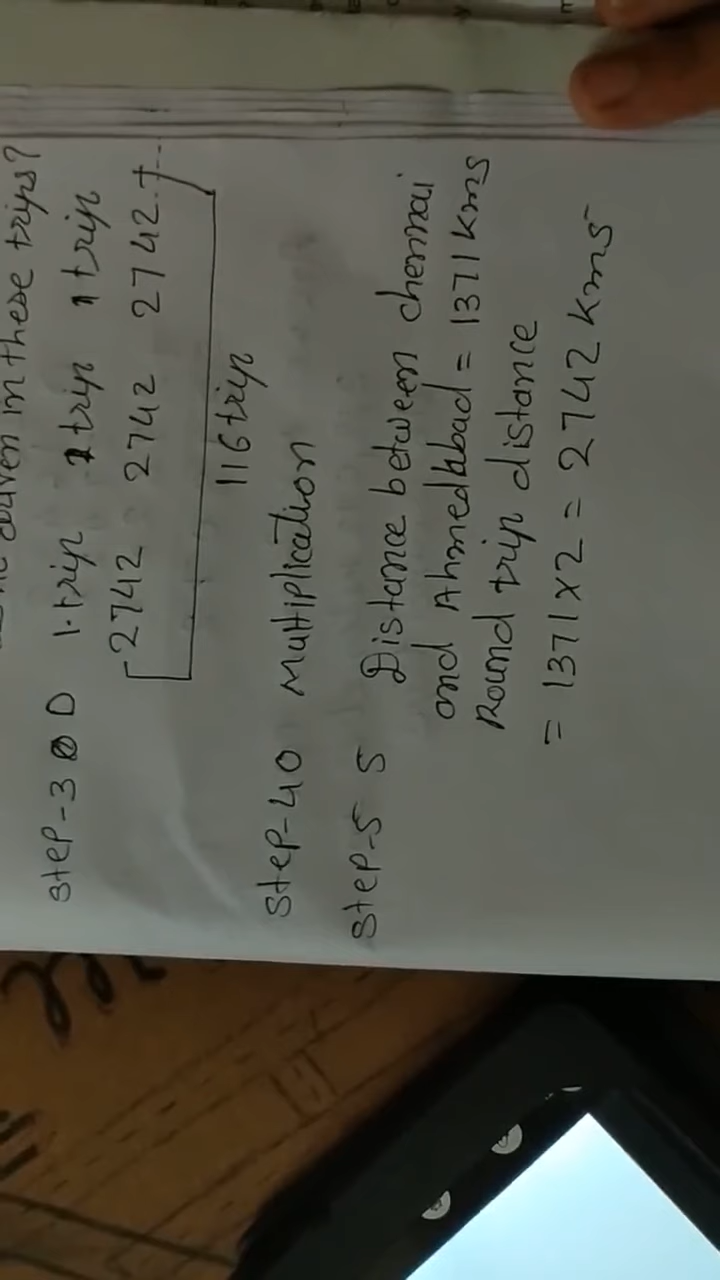 in these trips?
Step-3 D 1 trip 1 trip 1 trip
2742 2742 2742 + ...
116 trip
Step-4 O Multiplication
Step-5 S Distance between chennai
and Ahmedabad = 1371 kms
Round trip distance
= 1371 x 2 = 2742 kms